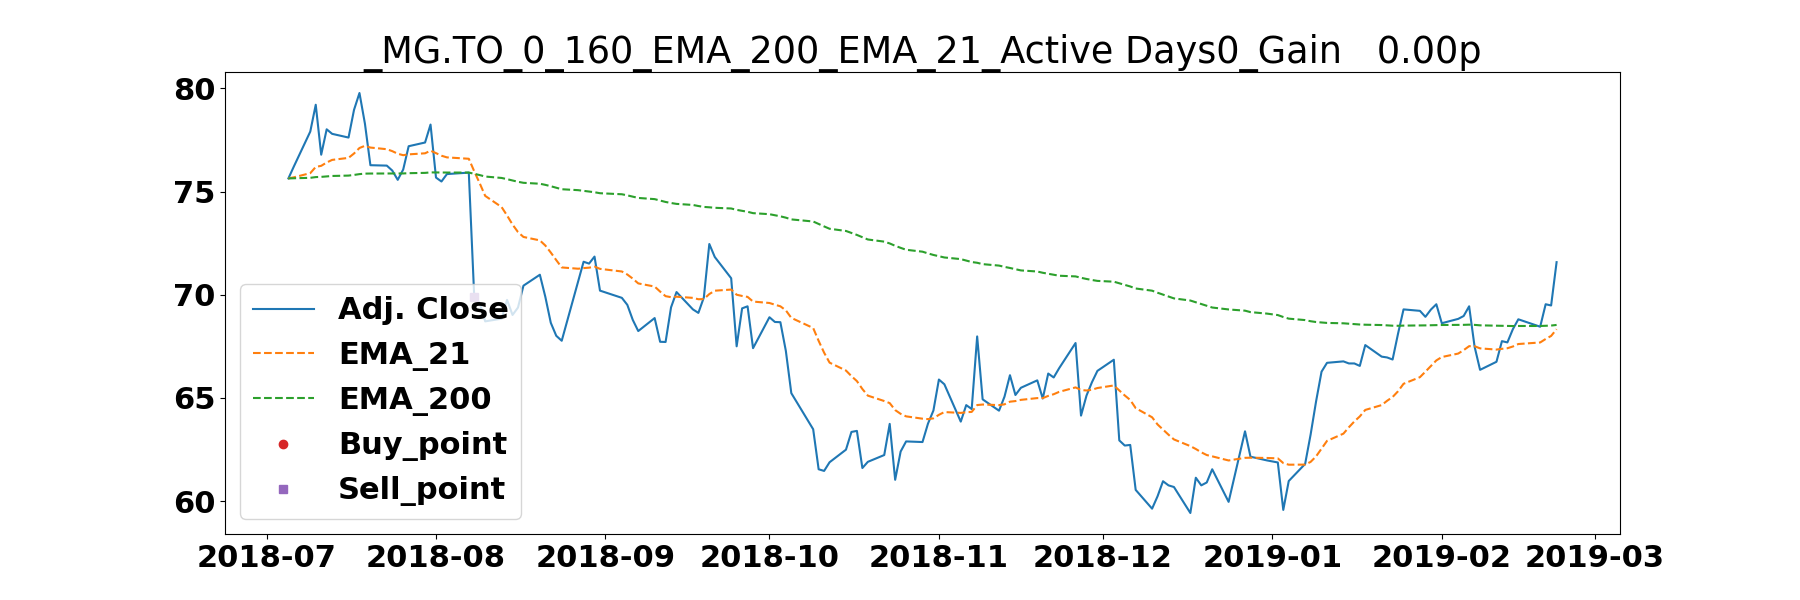 _MG.TO_0_160_EMA_200_EMA_21_Active Days0_Gain   0.00p
80
75
70
65
60
Adj. Close
EMA_21
EMA_200
Buy_point
Sell_point
2018-07 2018-08 2018-09 2018-10 2018-11 2018-12 2019-01 2019-02 2019-03